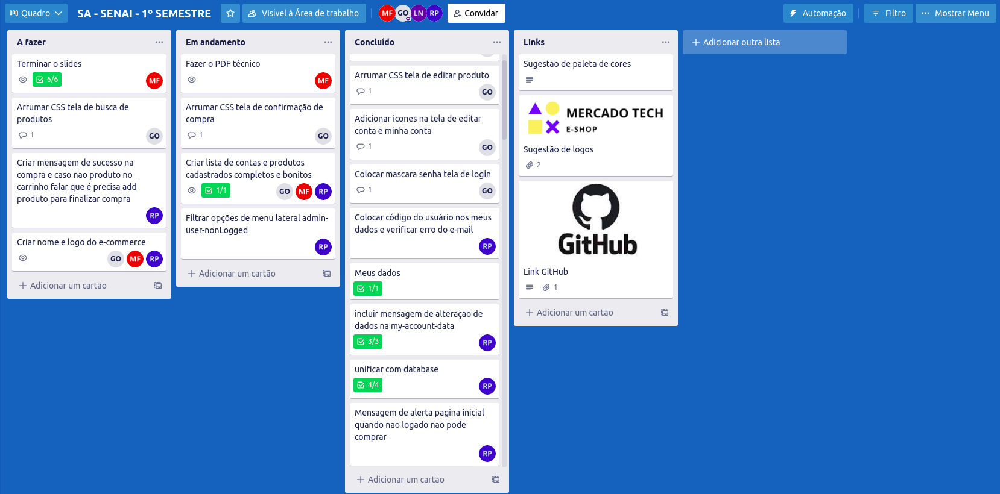 Quadro
SA - SENAI - 1º SEMESTRE
Visível à Área de trabalho
MF GO LN RP
Convidar
Automação
Filtro
Mostrar Menu
A fazer
Terminar o slides
6/6
MF
Arrumar CSS tela de busca de
produtos
1
GO
Criar mensagem de sucesso na
compra e caso nao produto no
carrinho falar que é precisa add
produto para finalizar compra
RP
Criar nome e logo do e-commerce
GO MF RP
Adicionar um cartão
Em andamento
Fazer o PDF técnico
MF
Arrumar CSS tela de confirmação de
compra
1
GO
Criar lista de contas e produtos
cadastrados completos e bonitos
1/1
GO MF RP
Filtrar opções de menu lateral admin-
user-nonLogged
RP
Adicionar um cartão
Concluído
Arrumar CSS tela de editar produto
1
GO
Adicionar icones na tela de editar
conta e minha conta
1
GO
Colocar mascara senha tela de login
1
GO
Colocar código do usuário nos meus
dados e verificar erro do e-mail
RP
Meus dados
1/1
incluir mensagem de alteração de
dados na my-account-data
3/3
RP
unificar com database
4/4
RP
Mensagem de alerta pagina inicial
quando nao logado nao pode
comprar
RP
Adicionar um cartão
Links
Sugestão de paleta de cores
MERCADO TECH
E-SHOP
Sugestão de logos
2
GitHub
Link GitHub
1
Adicionar um cartão
Adicionar outra lista